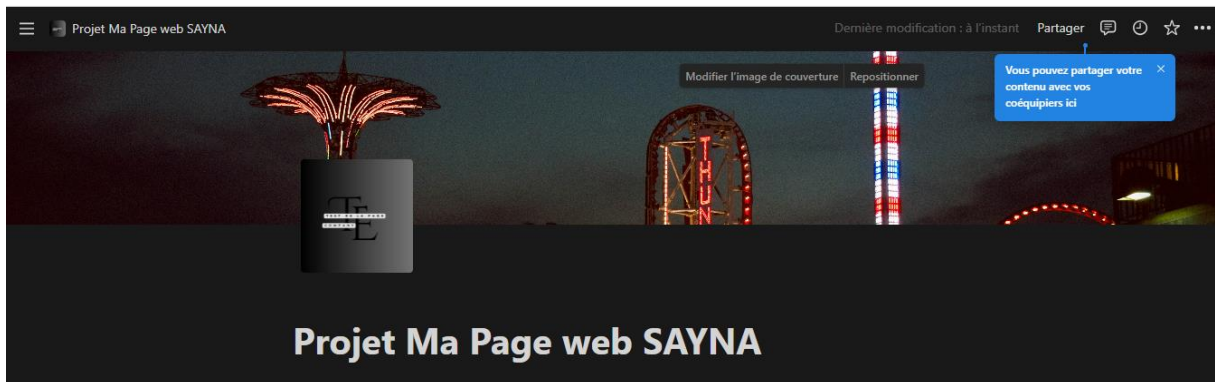 Projet Ma Page web SAYNA
Dernière modification : à l'instant
Partager
Modifier l'image de couverture
Repositionner
Vous pouvez partager votre
contenu avec vos
coéquipiers ici
THUN
TE
COMPANY
Projet Ma Page web SAYNA